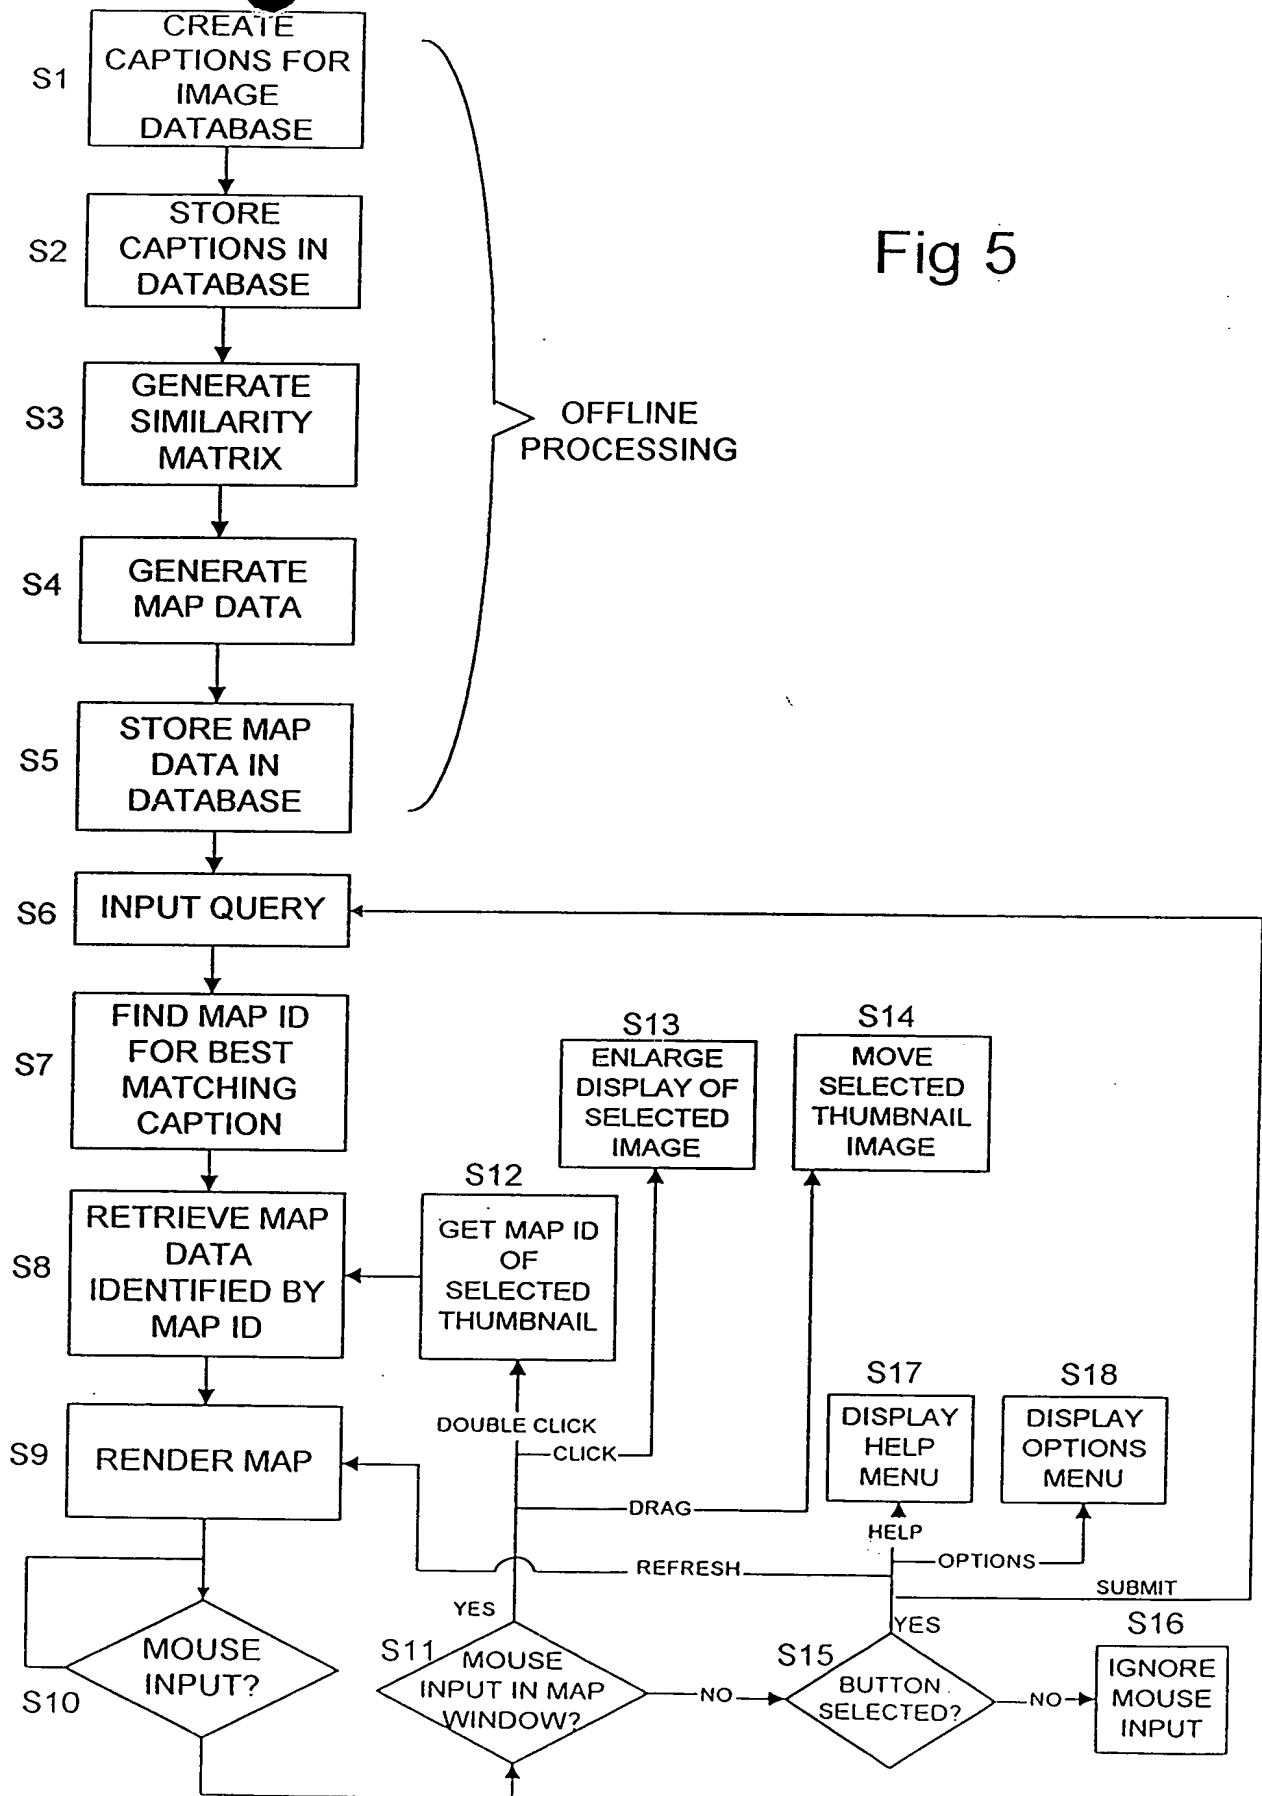 CREATE
CAPTIONS FOR
IMAGE
DATABASE
S1
STORE
CAPTIONS IN
DATABASE
S2
Fig 5
GENERATE
SIMILARITY
MATRIX
S3
OFFLINE
PROCESSING
GENERATE
MAP DATA
S4
STORE MAP
DATA IN
DATABASE
S5
INPUT QUERY
S6
FIND MAP ID
FOR BEST
MATCHING
CAPTION
S7
S13
ENLARGE
DISPLAY OF
SELECTED
IMAGE
S14
MOVE
SELECTED
THUMBNAIL
IMAGE
RETRIEVE MAP
DATA
IDENTIFIED BY
MAP ID
S8
S12
GET MAP ID
OF
SELECTED
THUMBNAIL
DOUBLE CLICK
CLICK
DRAG
S17
DISPLAY
HELP
MENU
S18
DISPLAY
OPTIONS
MENU
S9
RENDER MAP
HELP
OPTIONS
REFRESH
SUBMIT
YES
YES
MOUSE
INPUT?
S10
S11
MOUSE
INPUT IN MAP
WINDOW?
NO
S15
BUTTON
SELECTED?
NO
S16
IGNORE
MOUSE
INPUT